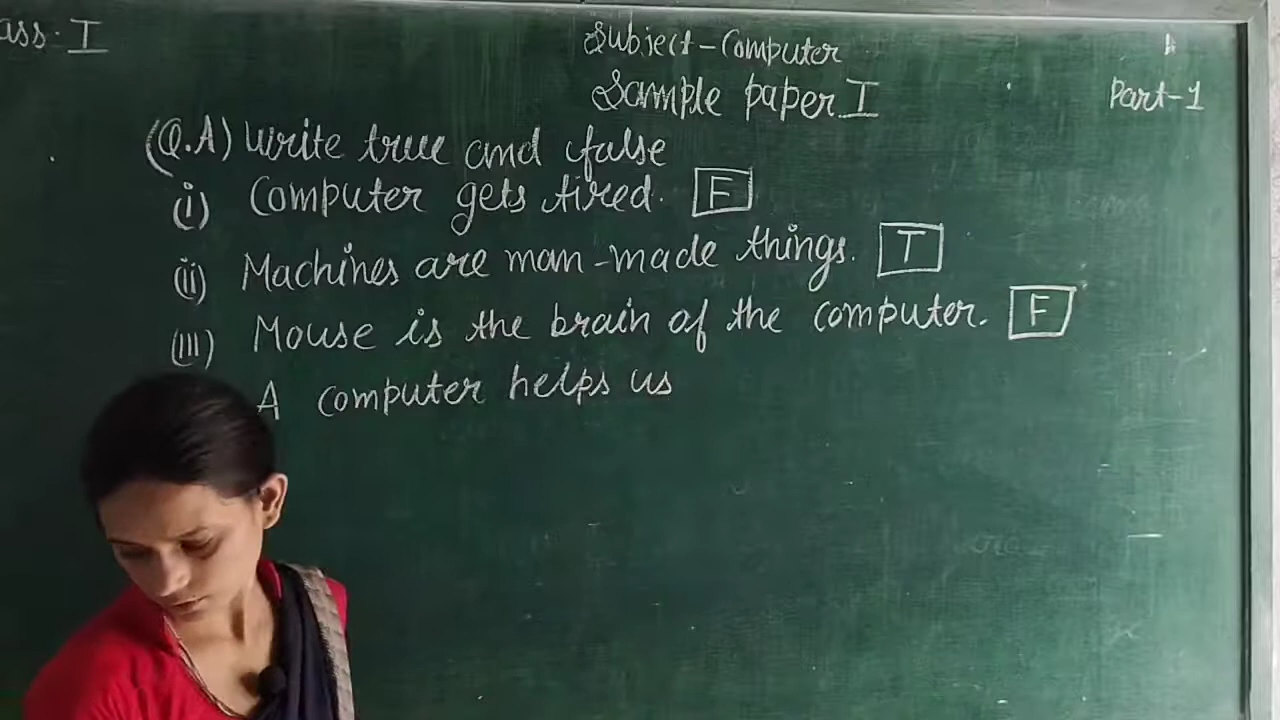 ass. I
Subject - Computer
Sample paper I
Part-1
(Q.A) Write true and false
(i) Computer gets tired. F
(ii) Machines are man-made things. T
(III) Mouse is the brain of the computer. F
A computer helps us